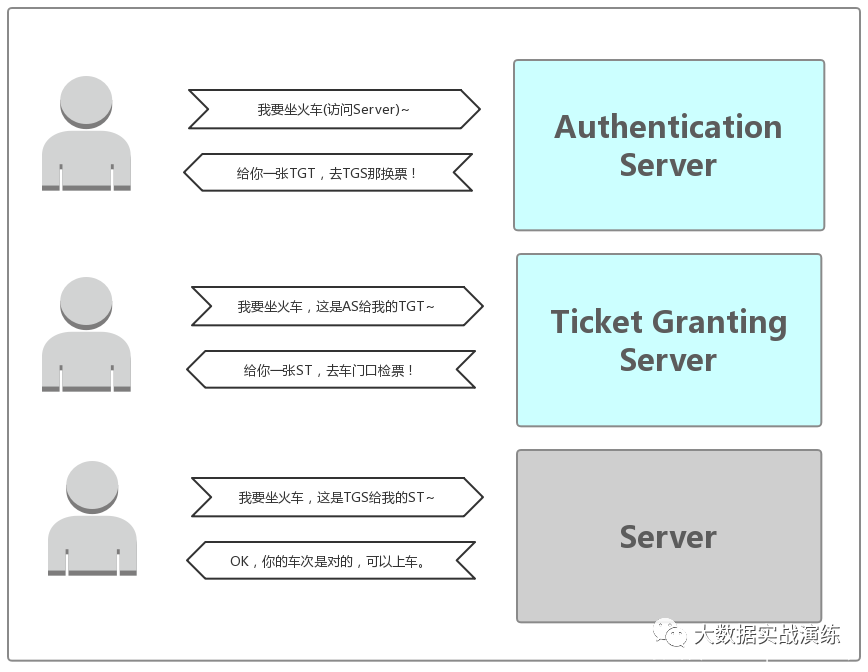 我要坐火车(访问Server)~
Authentication
Server
给你一张TGT，去TGS那换票！
我要坐火车，这是AS给我的TGT~
Ticket Granting
Server
给你一张ST，去车门口检票！
我要坐火车，这是TGS给我的ST~
Server
OK，你的车次是对的，可以上车。
大数据实战演练